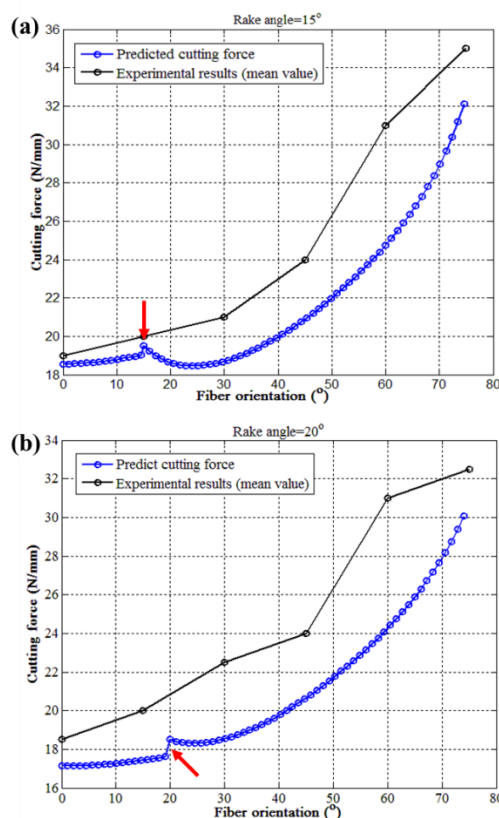 (a)
Rake angle=15°
36
34
32
30
28
26
24
22
20
18
16
Cutting force (N/mm)
Predicted cutting force
Experimental results (mean value)
0 10 20 30 40 50 60 70 80
Fiber orientation (°)
(b)
Rake angle=20°
34
32
30
28
26
24
22
20
18
16
Cutting force (N/mm)
Predict cutting force
Experimental results (mean value)
0 10 20 30 40 50 60 70 80
Fiber orientation (°)